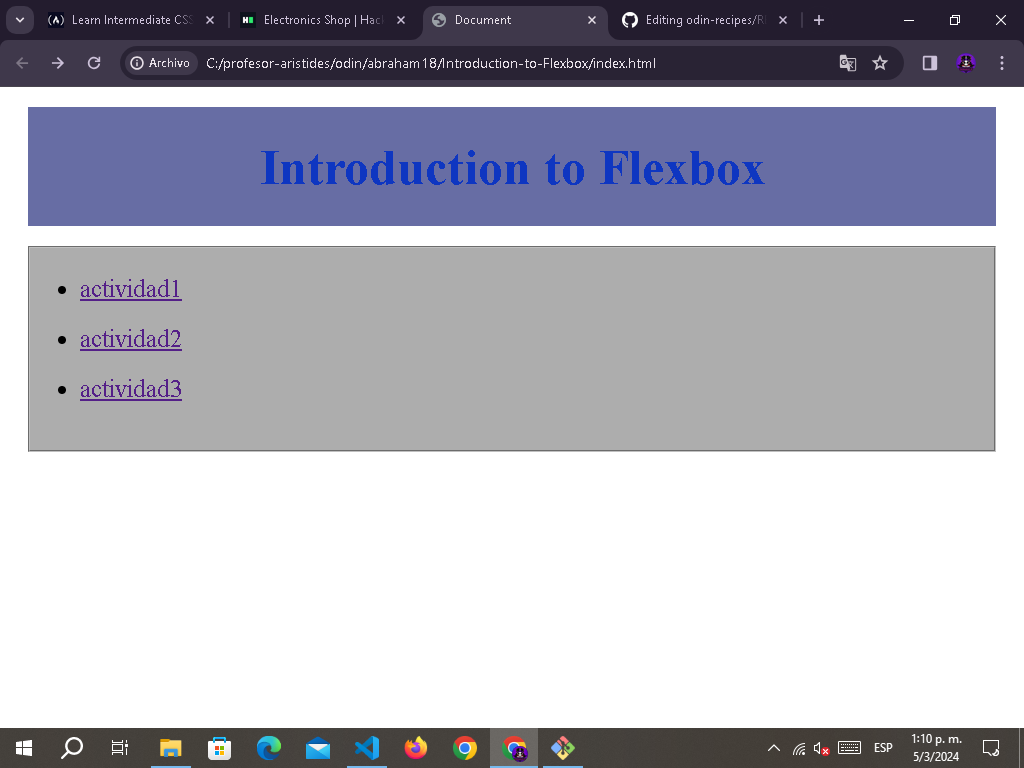 Learn Intermediate CSS
Electronics Shop | Hac
Document
Editing odin-recipes/R
Archivo
C:/profesor-aristides/odin/abraham18/Introduction-to-Flexbox/index.html
Introduction to Flexbox
actividad1
actividad2
actividad3
ESP
1:10 p. m.
5/3/2024